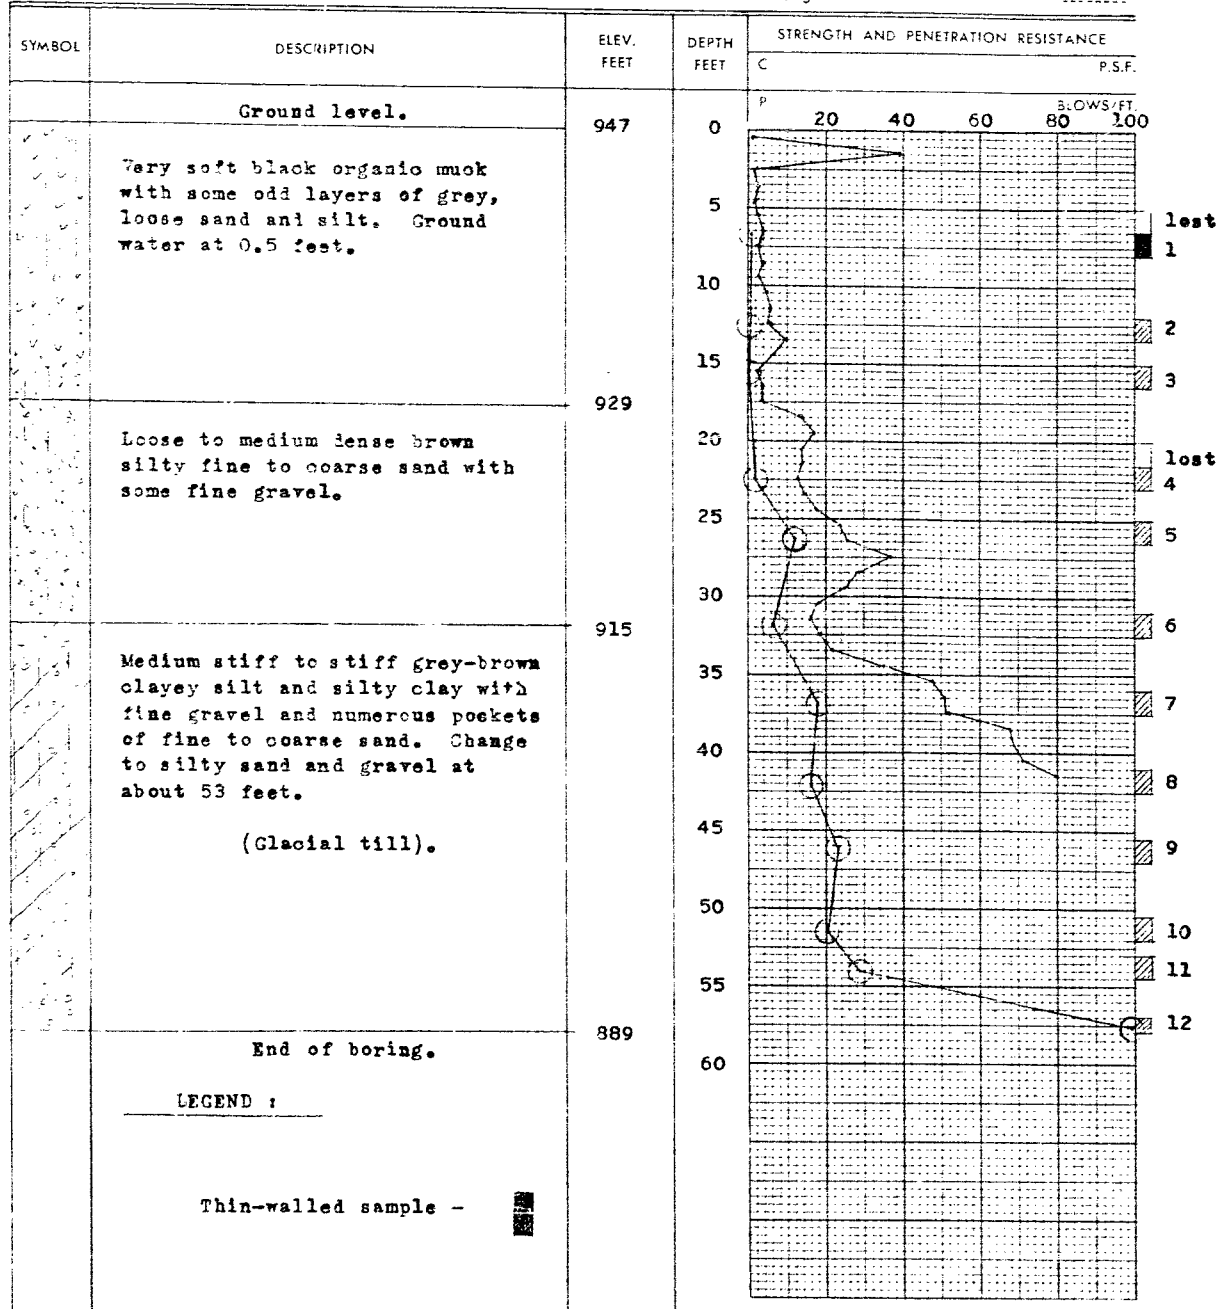 SYMBOL
DESCRIPTION
ELEV. FEET
DEPTH FEET
STRENGTH AND PENETRATION RESISTANCE
C P.S.F.
P BLOWS/FT.
20 40 60 80 100
Ground level.
947
0
Very soft black organic muck
with some odd layers of grey,
loose sand and silt. Ground
water at 0.5 feet.
5
lost
1
10
2
15
3
929
Loose to medium dense brown
silty fine to coarse sand with
some fine gravel.
20
lost
4
25
5
30
915
6
Medium stiff to stiff grey-brown
clayey silt and silty clay with
fine gravel and numerous pockets
of fine to coarse sand. Change
to silty sand and gravel at
about 53 feet.
(Glacial till).
35
7
40
8
45
9
50
10
11
55
12
889
End of boring.
60
LEGEND :
Thin-walled sample -